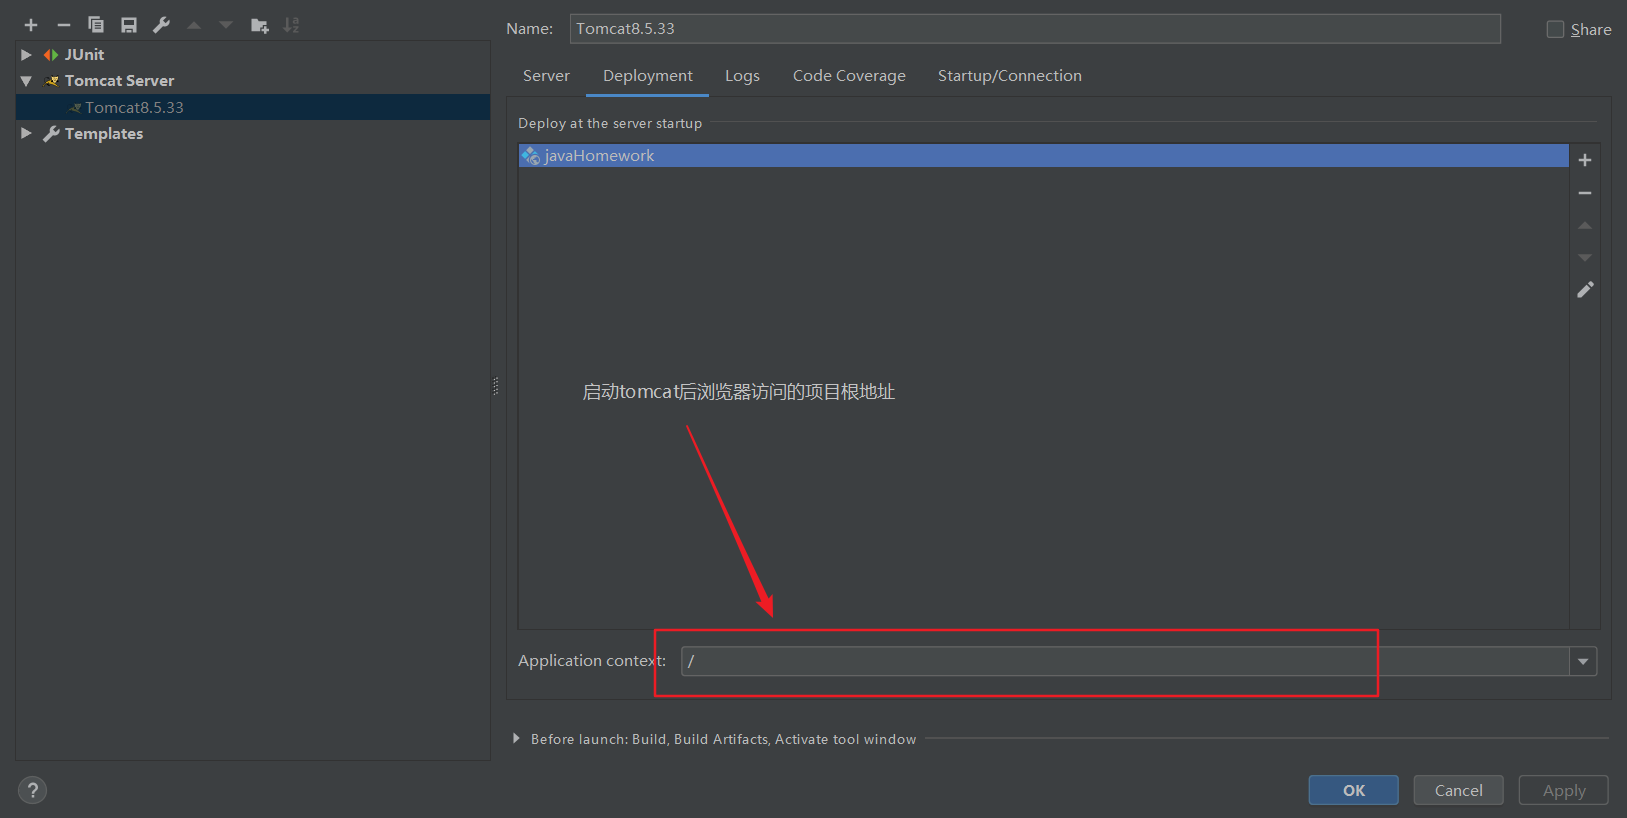 Name: Tomcat8.5.33 Share
JUnit
Tomcat Server
Tomcat8.5.33
Templates
Server Deployment Logs Code Coverage Startup/Connection
Deploy at the server startup
javaHomework
启动tomcat后浏览器访问的项目根地址
Application context: /
Before launch: Build, Build Artifacts, Activate tool window
? OK Cancel Apply